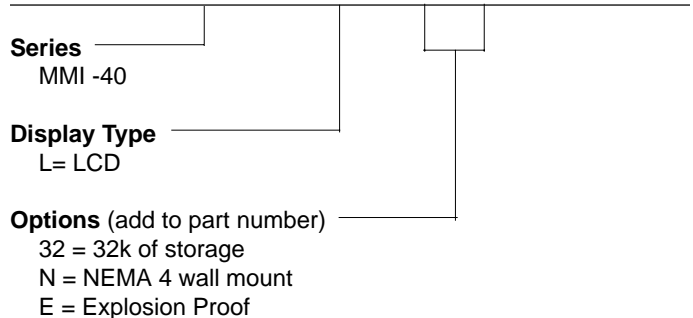 Series
MMI -40
Display Type
L= LCD
Options (add to part number)
32 = 32k of storage
N = NEMA 4 wall mount
E = Explosion Proof